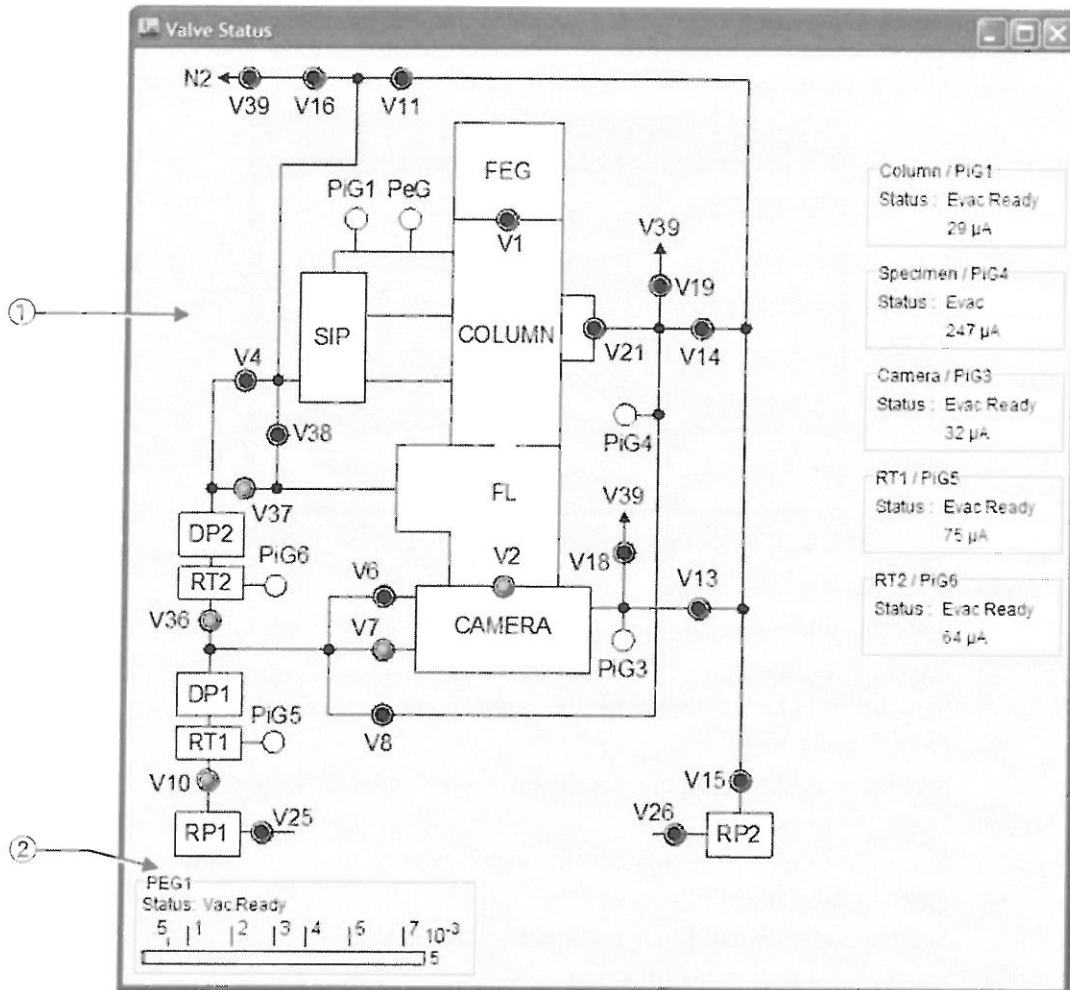 Valve Status
N2
V39
V16
V11
FEG
PiG1
PeG
V1
V39
V19
①
SIP
COLUMN
V21
V14
V4
V38
PiG4
FL
V37
V39
DP2
PiG6
V18
V2
V13
RT2
V6
V36
V7
CAMERA
PiG3
DP1
PiG5
V8
RT1
V10
V15
V25
V26
RP1
RP2
②
Column / PiG1
Status : Evac Ready
29 µA
Specimen / PiG4
Status : Evac
247 µA
Camera / PiG3
Status : Evac Ready
32 µA
RT1 / PiG5
Status : Evac Ready
75 µA
RT2 / PiG6
Status : Evac Ready
64 µA
PEG1
Status: Vac Ready
5 1 2 3 4 5 7 10⁻³
5